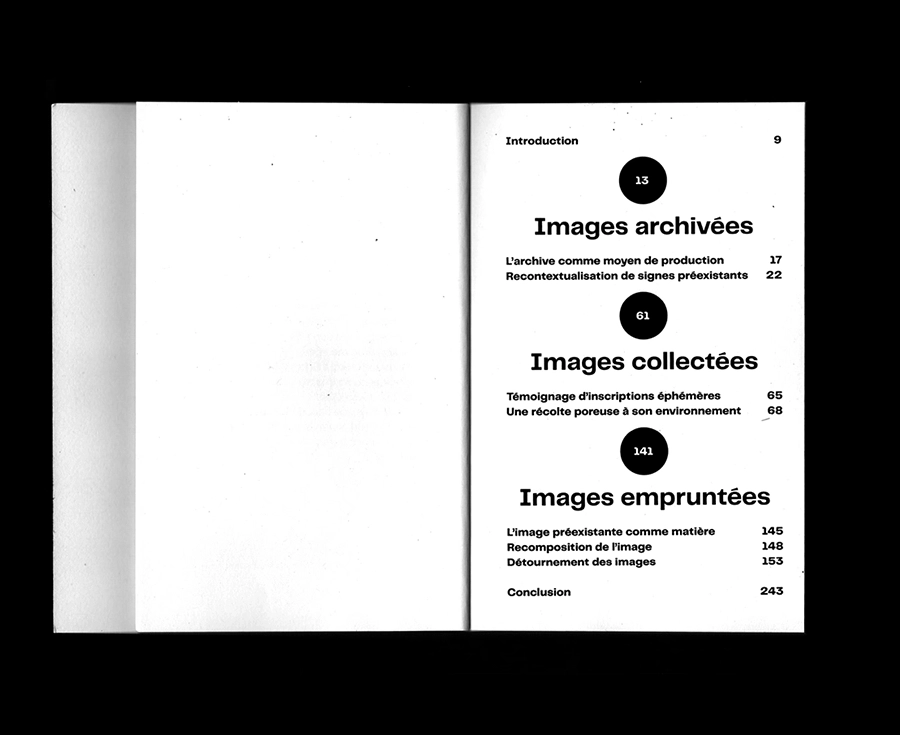 Introduction 9
13
Images archivées
L'archive comme moyen de production 17
Recontextualisation de signes préexistants 22
61
Images collectées
Témoignage d'inscriptions éphémères 65
Une récolte poreuse à son environnement 68
141
Images empruntées
L'image préexistante comme matière 145
Recomposition de l'image 148
Détournement des images 153
Conclusion 243